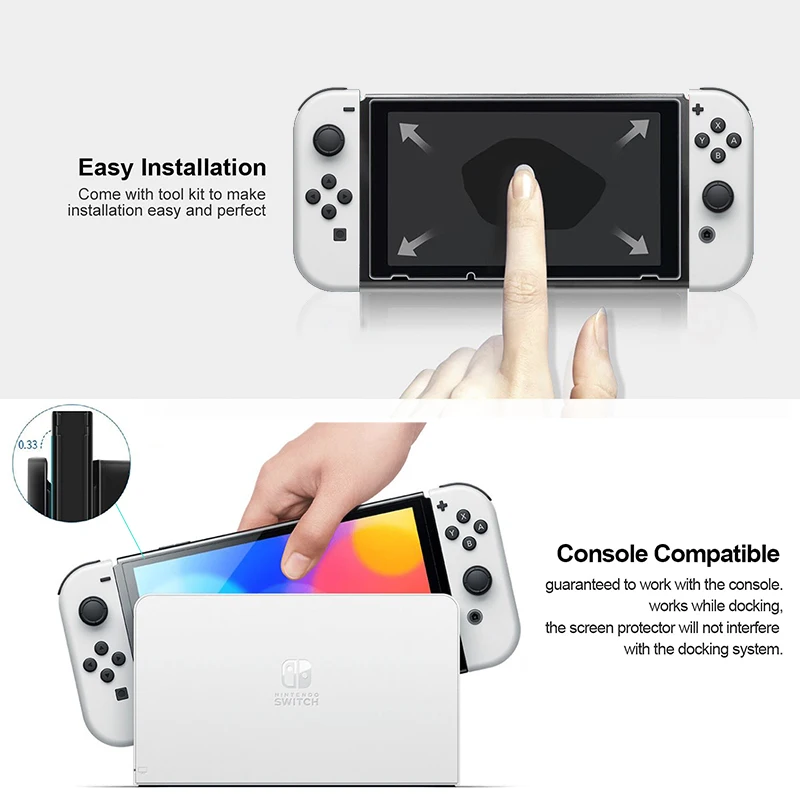 Easy Installation
Come with tool kit to make
installation easy and perfect
X
Y A
B
0.33
X
Y A
B
Console Compatible
guaranteed to work with the console.
works while docking,
the screen protector will not interfere
with the docking system.
NINTENDO
SWITCH